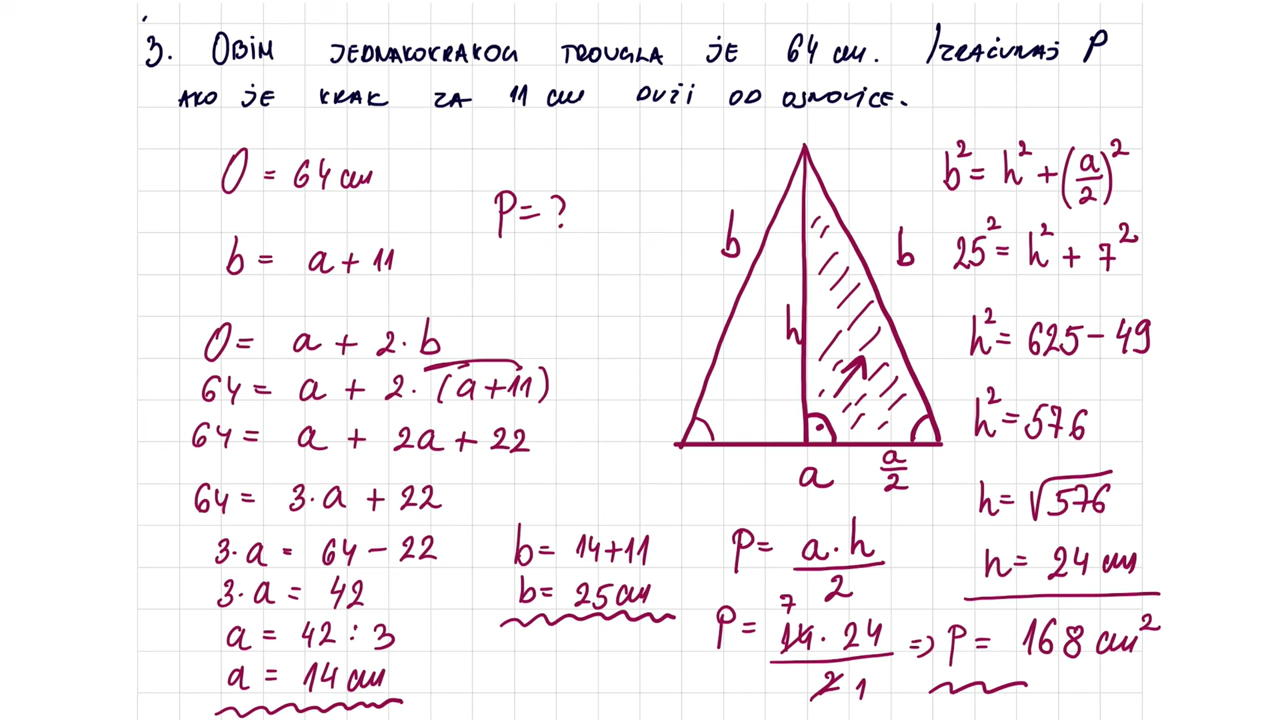 3. OBIM JEDNAKOKRAKOG TROUGLA JE 64 cm. IZRAČUNAJ P
AKO JE KRAK ZA 11 cm DUŽI OD OSNOVICE.
O = 64 cm
P = ?
b = a + 11
O = a + 2·b
64 = a + 2·(a+11)
64 = a + 2a + 22
64 = 3·a + 22
3·a = 64 - 22
3·a = 42
a = 42 : 3
a = 14 cm
b = 14+11
b = 25 cm
b
b
h
a
a/2
b² = h² + (a/2)²
25² = h² + 7²
h² = 625 - 49
h² = 576
h = √576
h = 24 cm
P = a·h/2
7
P = 14·24/2 1 => P = 168 cm²